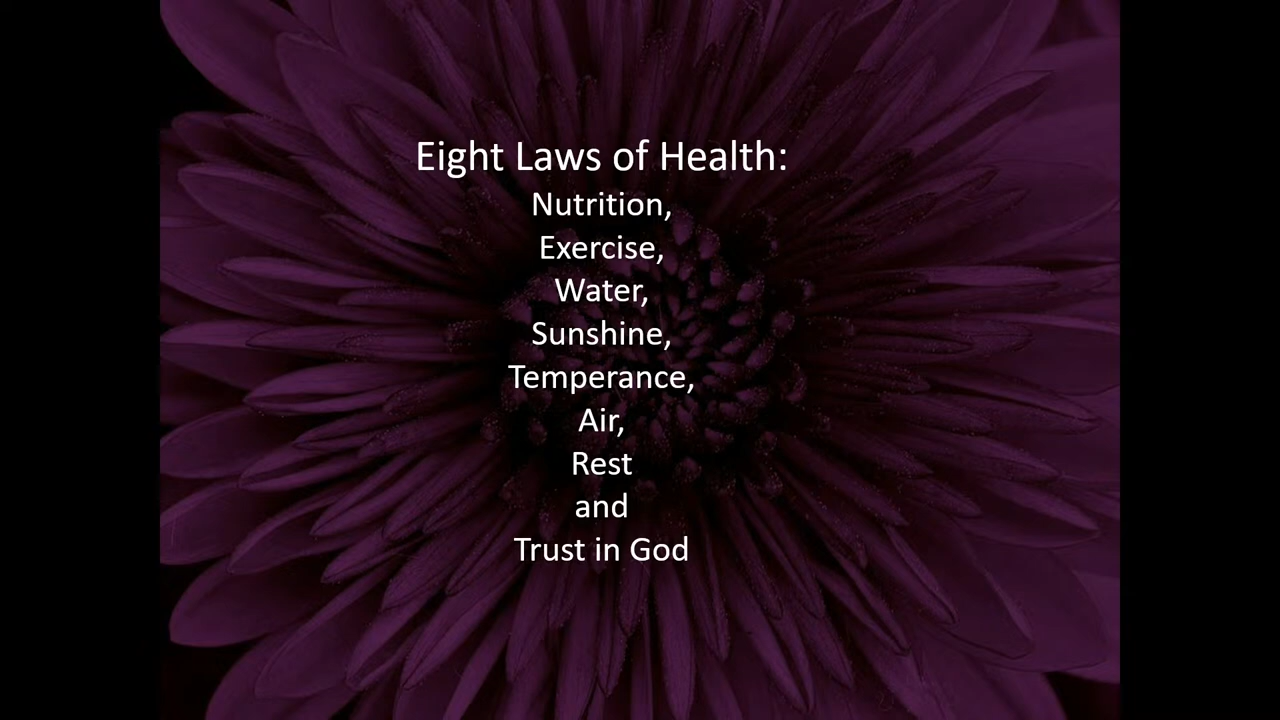 Eight Laws of Health:
Nutrition,
Exercise,
Water,
Sunshine,
Temperance,
Air,
Rest
and
Trust in God